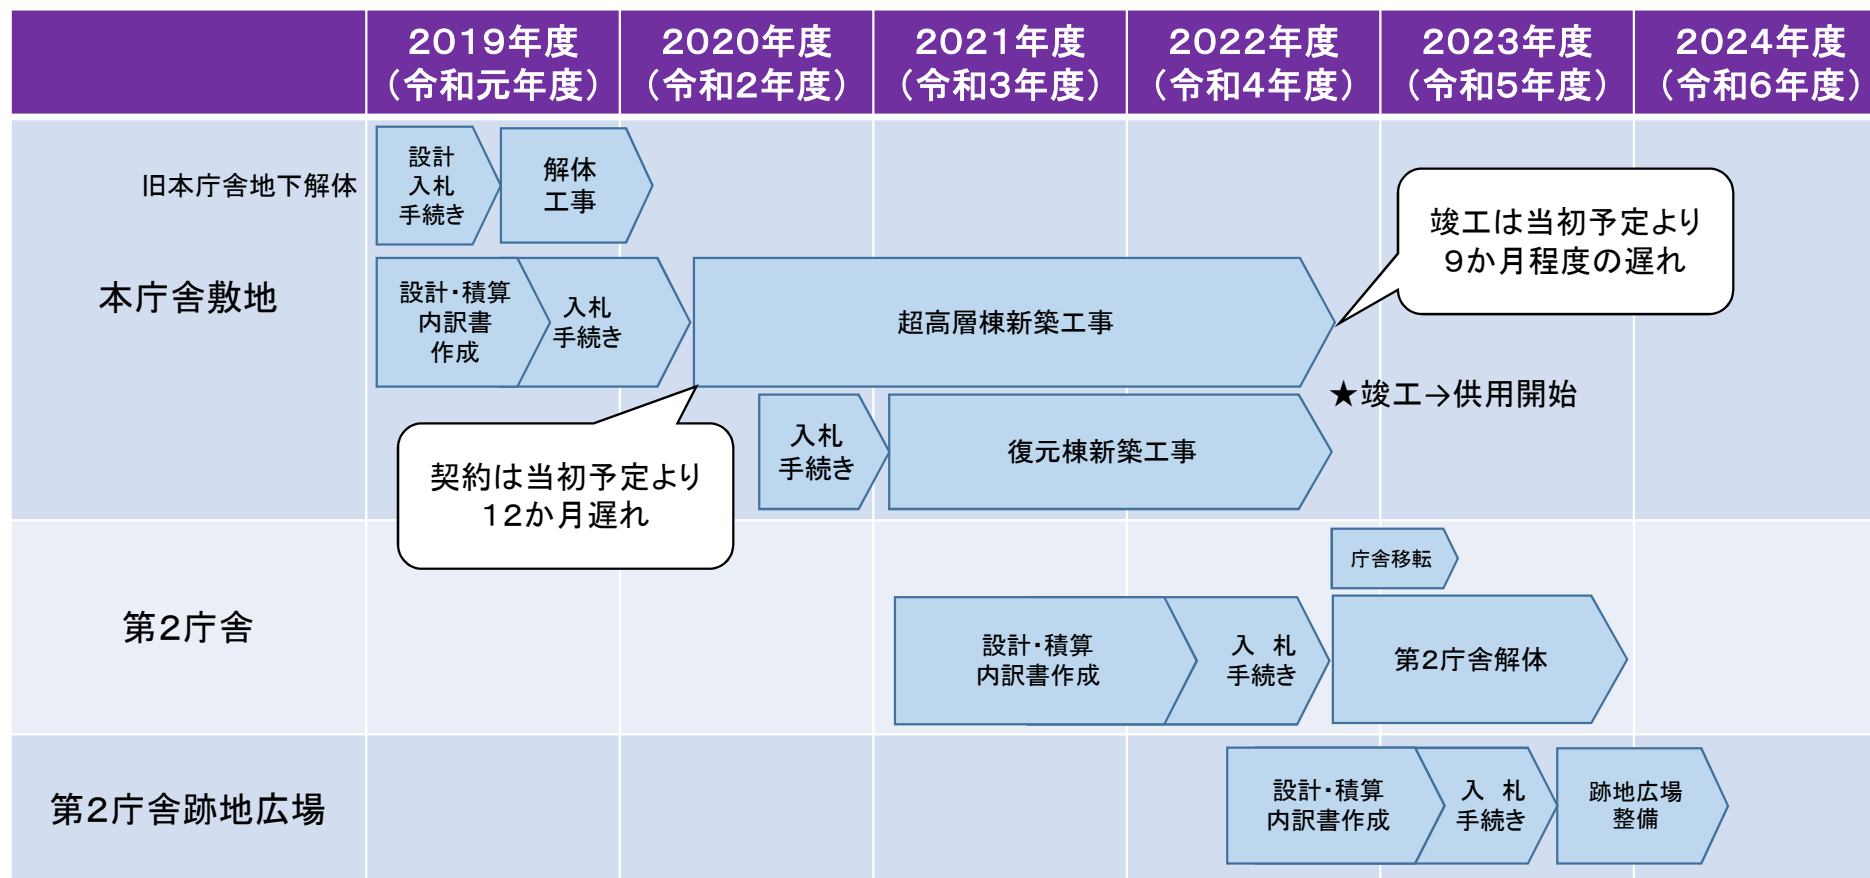 2019年度
(令和元年度)
2020年度
(令和2年度)
2021年度
(令和3年度)
2022年度
(令和4年度)
2023年度
(令和5年度)
2024年度
(令和6年度)
旧本庁舎地下解体
設計
入札
手続き
解体
工事
竣工は当初予定より
9か月程度の遅れ
本庁舎敷地
設計・積算
内訳書
作成
入札
手続き
超高層棟新築工事
★竣工→供用開始
契約は当初予定より
12か月遅れ
入札
手続き
復元棟新築工事
庁舎移転
第2庁舎
設計・積算
内訳書作成
入 札
手続き
第2庁舎解体
第2庁舎跡地広場
設計・積算
内訳書作成
入 札
手続き
跡地広場
整備